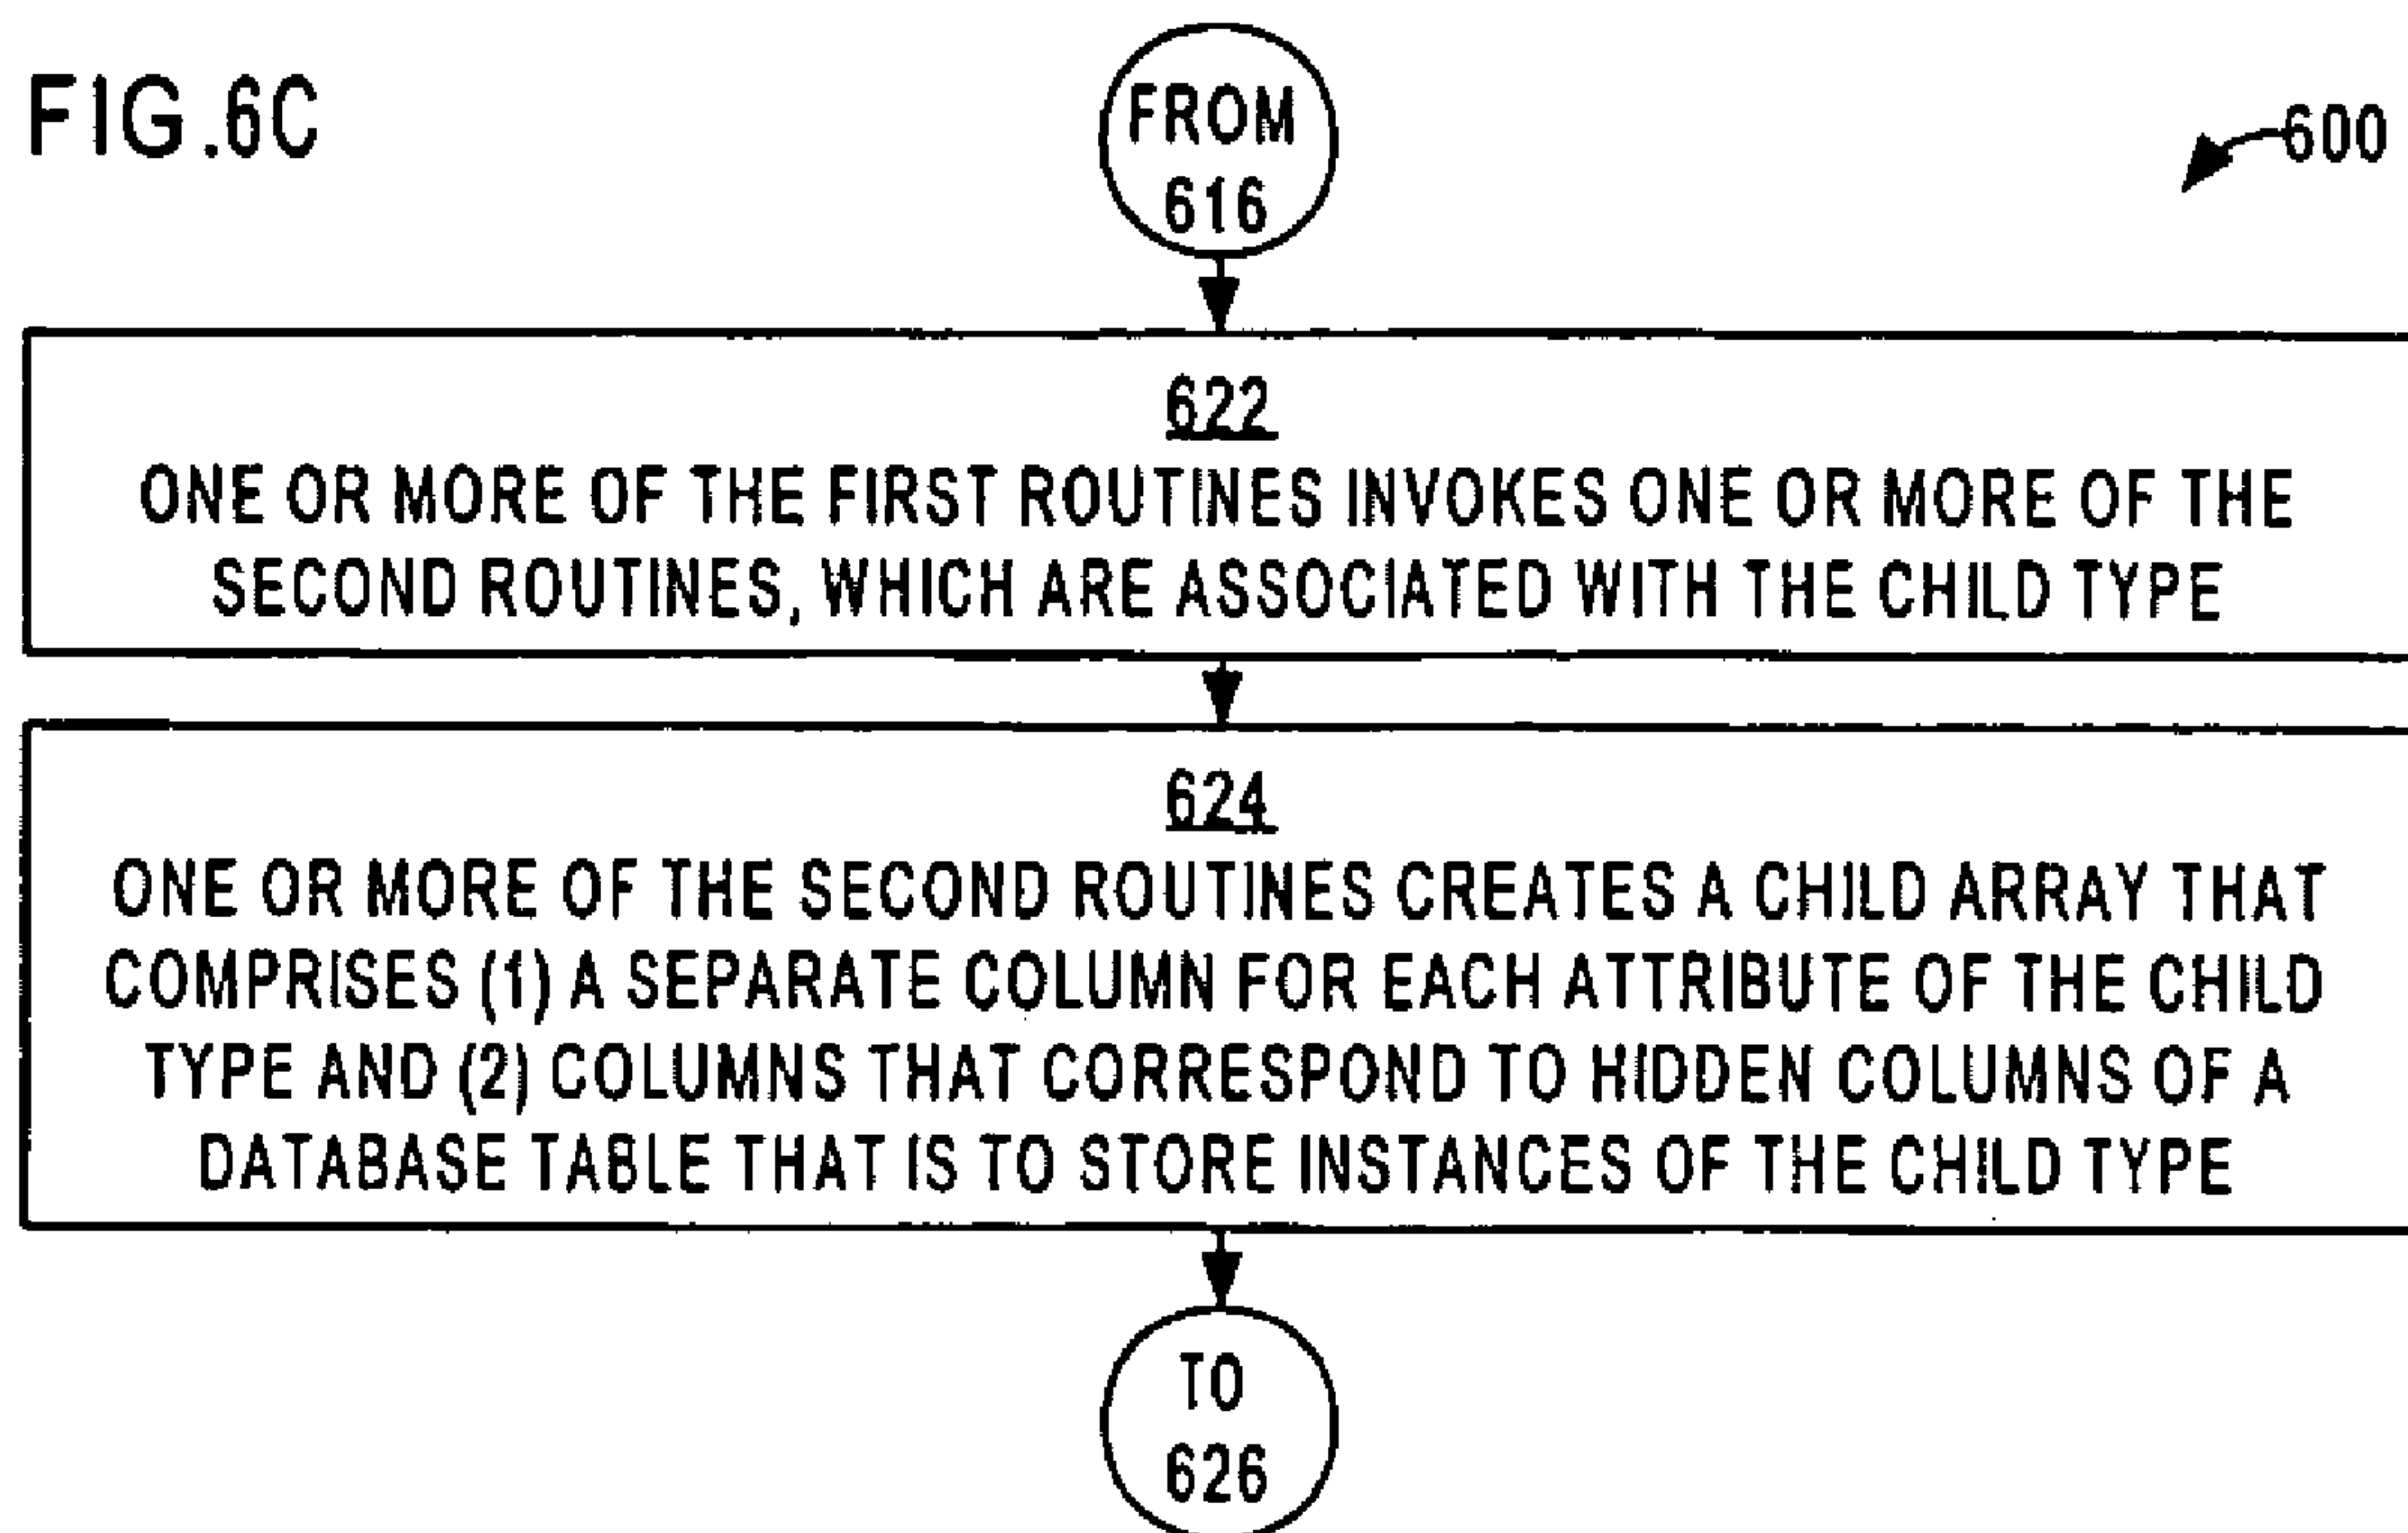 FIG.6C
FROM
616
600
622
ONE OR MORE OF THE FIRST ROUTINES INVOKES ONE OR MORE OF THE
SECOND ROUTINES, WHICH ARE ASSOCIATED WITH THE CHILD TYPE
624
ONE OR MORE OF THE SECOND ROUTINES CREATES A CHILD ARRAY THAT
COMPRISES (1) A SEPARATE COLUMN FOR EACH ATTRIBUTE OF THE CHILD
TYPE AND (2) COLUMNS THAT CORRESPOND TO HIDDEN COLUMNS OF A
DATABASE TABLE THAT IS TO STORE INSTANCES OF THE CHILD TYPE
TO
626